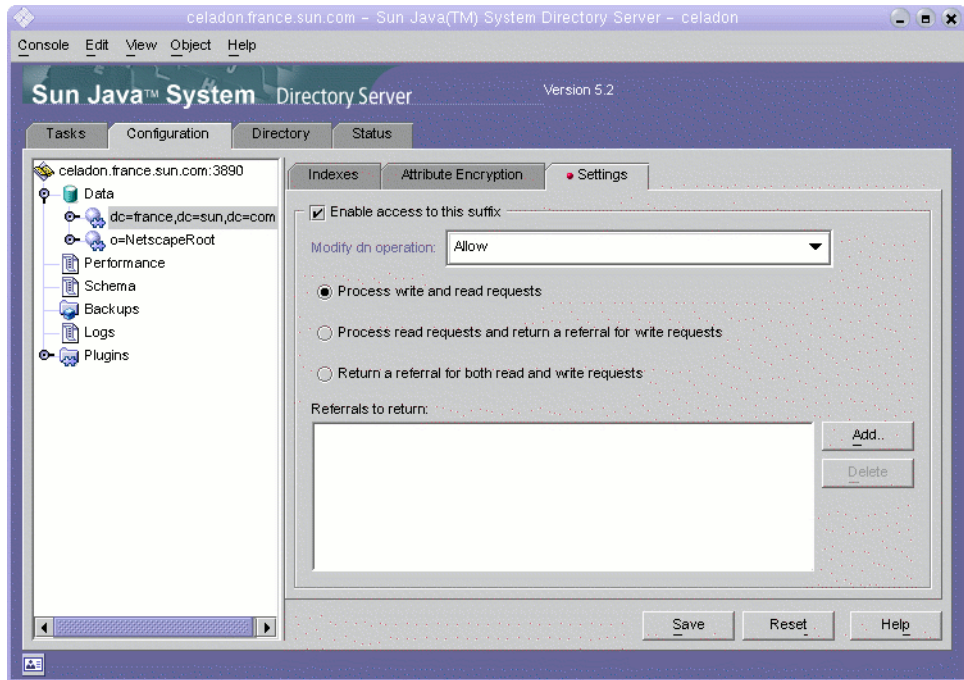 celadon.france.sun.com – Sun Java(TM) System Directory Server – celadon
Console Edit View Object Help
Sun Java™ System Directory Server
Version 5.2
Tasks Configuration Directory Status
celadon.france.sun.com:3890
Data
dc=france,dc=sun,dc=com
o=NetscapeRoot
Performance
Schema
Backups
Logs
Plugins
Indexes Attribute Encryption Settings
Enable access to this suffix
Modify dn operation: Allow
Process write and read requests
Process read requests and return a referral for write requests
Return a referral for both read and write requests
Referrals to return:
Add..
Delete
Save Reset Help